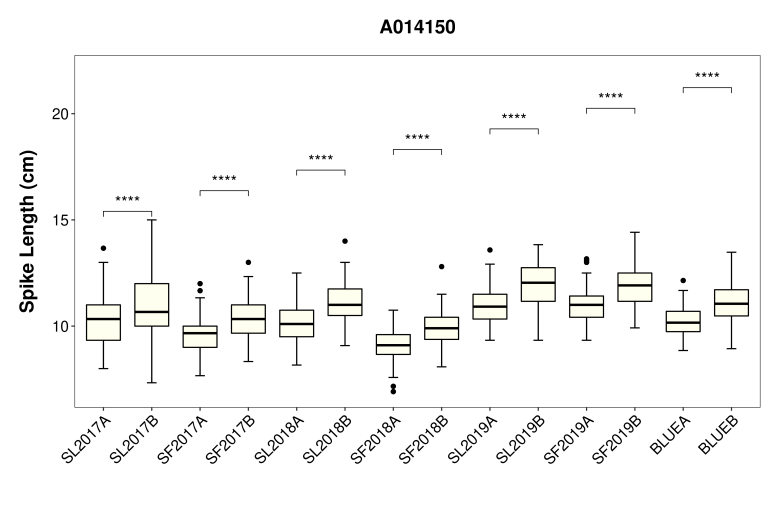 A014150
Spike Length (cm)
20
15
10
****
****
****
****
****
****
****
SL2017A
SL2017B
SF2017A
SF2017B
SL2018A
SL2018B
SF2018A
SF2018B
SL2019A
SL2019B
SF2019A
SF2019B
BLUEA
BLUEB